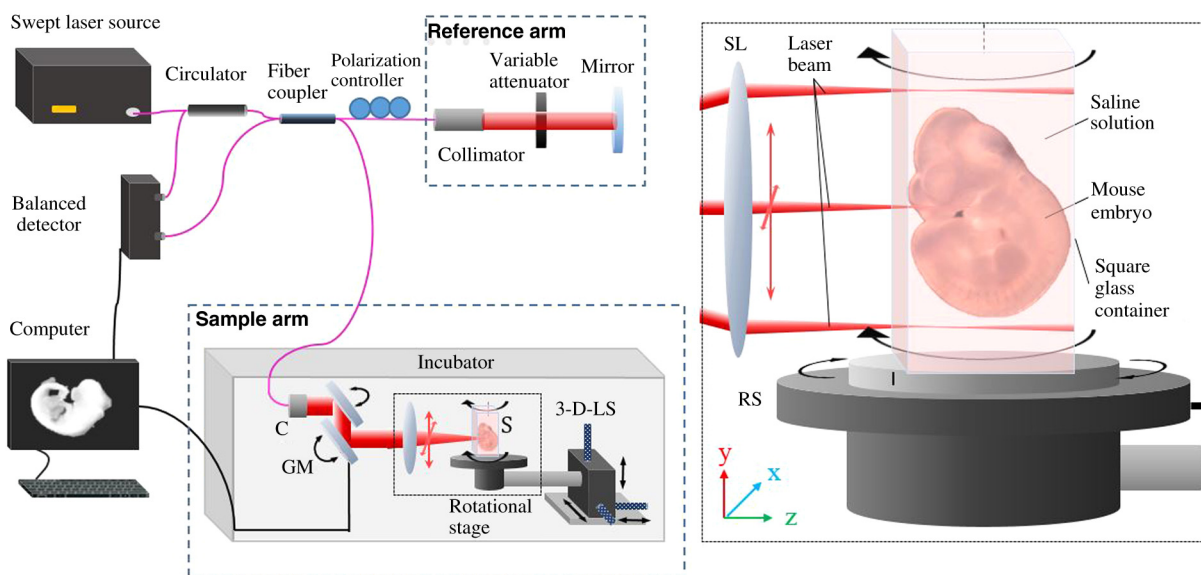 Swept laser source
Circulator
Fiber
coupler
Polarization
controller
Reference arm
Variable
attenuator
Mirror
Collimator
Balanced
detector
Computer
Sample arm
Incubator
C
GM
S
3-D-LS
Rotational
stage
SL
Laser
beam
Saline
solution
Mouse
embryo
Square
glass
container
I
RS
y
x
z